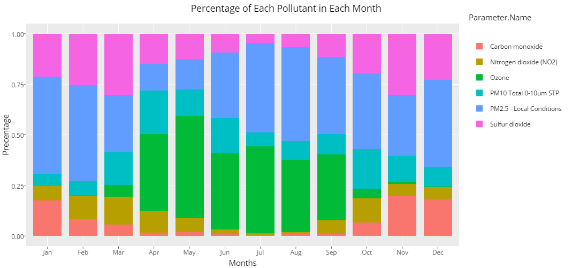 Percentage of Each Pollutant in Each Month
Parameter.Name
Carbon monoxide
Nitrogen dioxide (NO2)
Ozone
PM10 Total 0-10um STP
PM2.5 - Local Conditions
Sulfur dioxide
Precentage
1.00
0.75
0.50
0.25
0.00
Jan Feb Mar Apr May Jun Jul Aug Sep Oct Nov Dec
Months